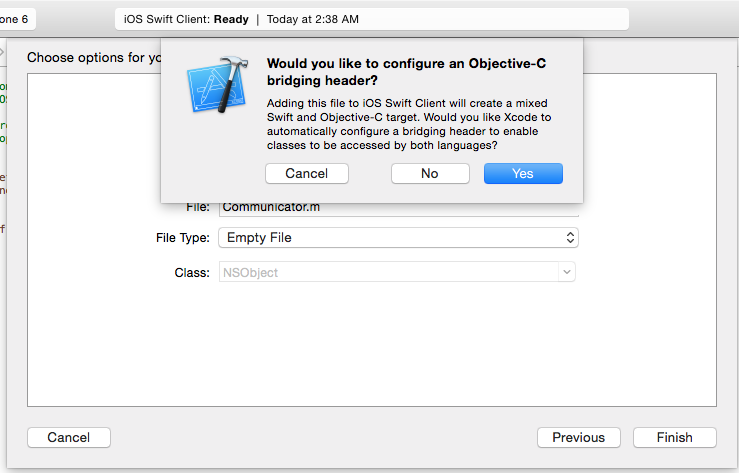 one 6
iOS Swift Client: Ready | Today at 2:38 AM
Choose options for yo
Would you like to configure an Objective-C
bridging header?
Adding this file to iOS Swift Client will create a mixed
Swift and Objective-C target. Would you like Xcode to
automatically configure a bridging header to enable
classes to be accessed by both languages?
Cancel
No
Yes
File:
Communicator.m
File Type:
Empty File
Class:
NSObject
Cancel
Previous
Finish